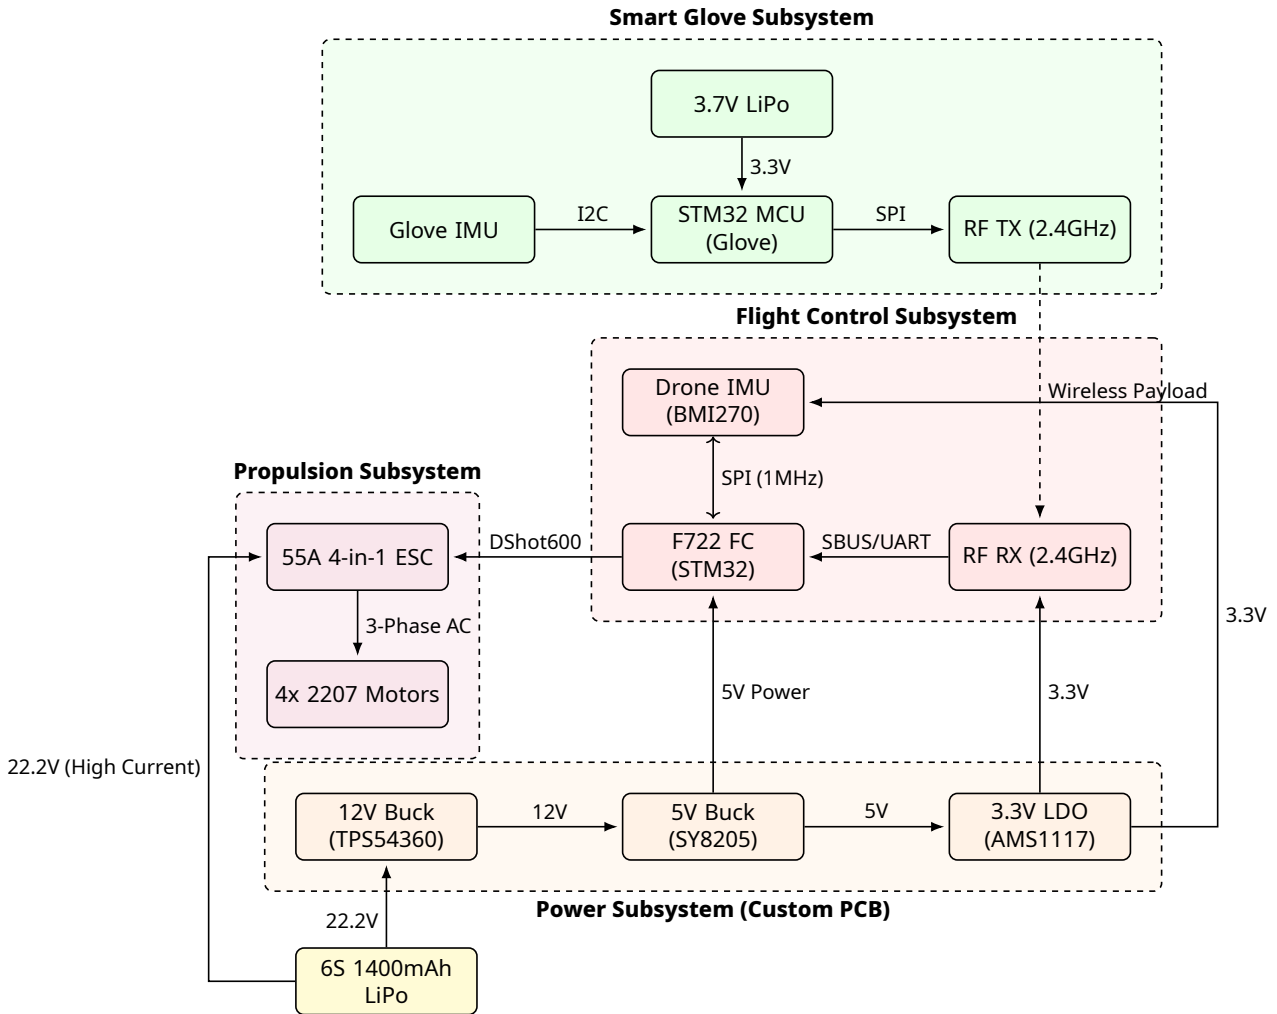 Smart Glove Subsystem
3.7V LiPo
3.3V
Glove IMU
I2C
STM32 MCU
(Glove)
SPI
RF TX (2.4GHz)
Flight Control Subsystem
Drone IMU
(BMI270)
Wireless Payload
SPI (1MHz)
Propulsion Subsystem
55A 4-in-1 ESC
DShot600
F722 FC
(STM32)
SBUS/UART
RF RX (2.4GHz)
3-Phase AC
3.3V
4x 2207 Motors
5V Power
3.3V
22.2V (High Current)
12V Buck
(TPS54360)
12V
5V Buck
(SY8205)
5V
3.3V LDO
(AMS1117)
Power Subsystem (Custom PCB)
22.2V
6S 1400mAh
LiPo